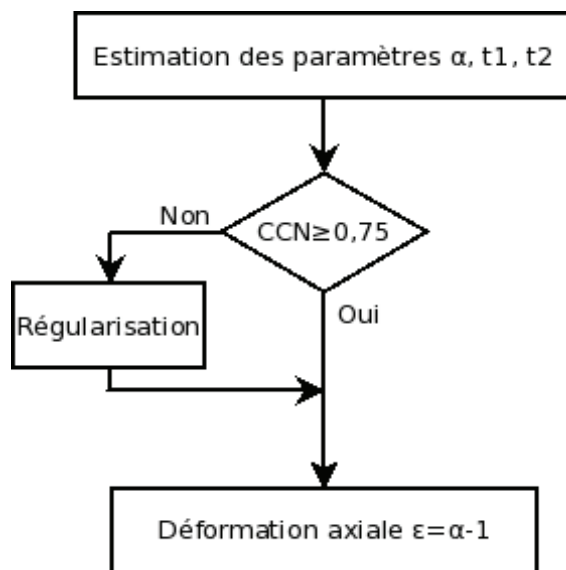 Estimation des paramètres α, t1, t2
Non
CCN≥0,75
Oui
Régularisation
Déformation axiale ε=α-1